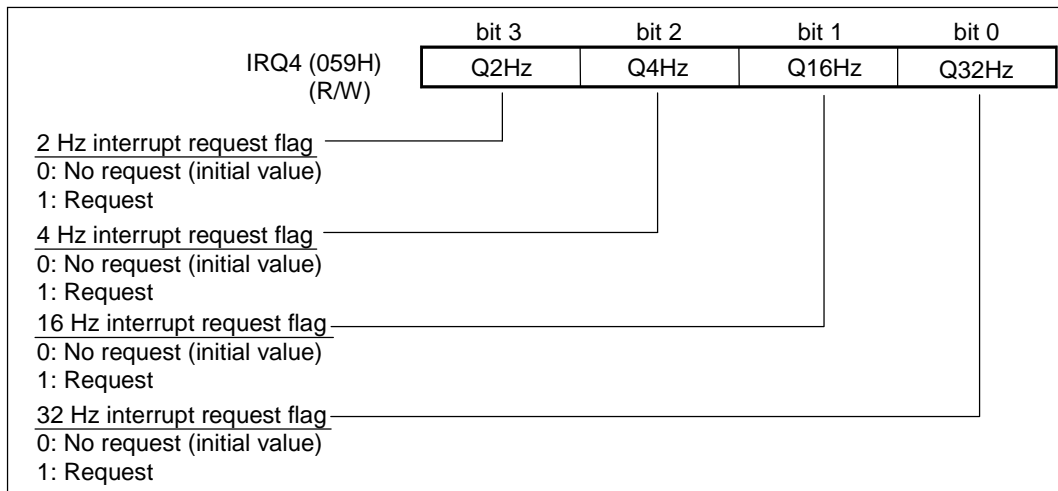 bit 3 bit 2 bit 1 bit 0
IRQ4 (059H) Q2Hz Q4Hz Q16Hz Q32Hz
(R/W)
2 Hz interrupt request flag
0: No request (initial value)
1: Request
4 Hz interrupt request flag
0: No request (initial value)
1: Request
16 Hz interrupt request flag
0: No request (initial value)
1: Request
32 Hz interrupt request flag
0: No request (initial value)
1: Request